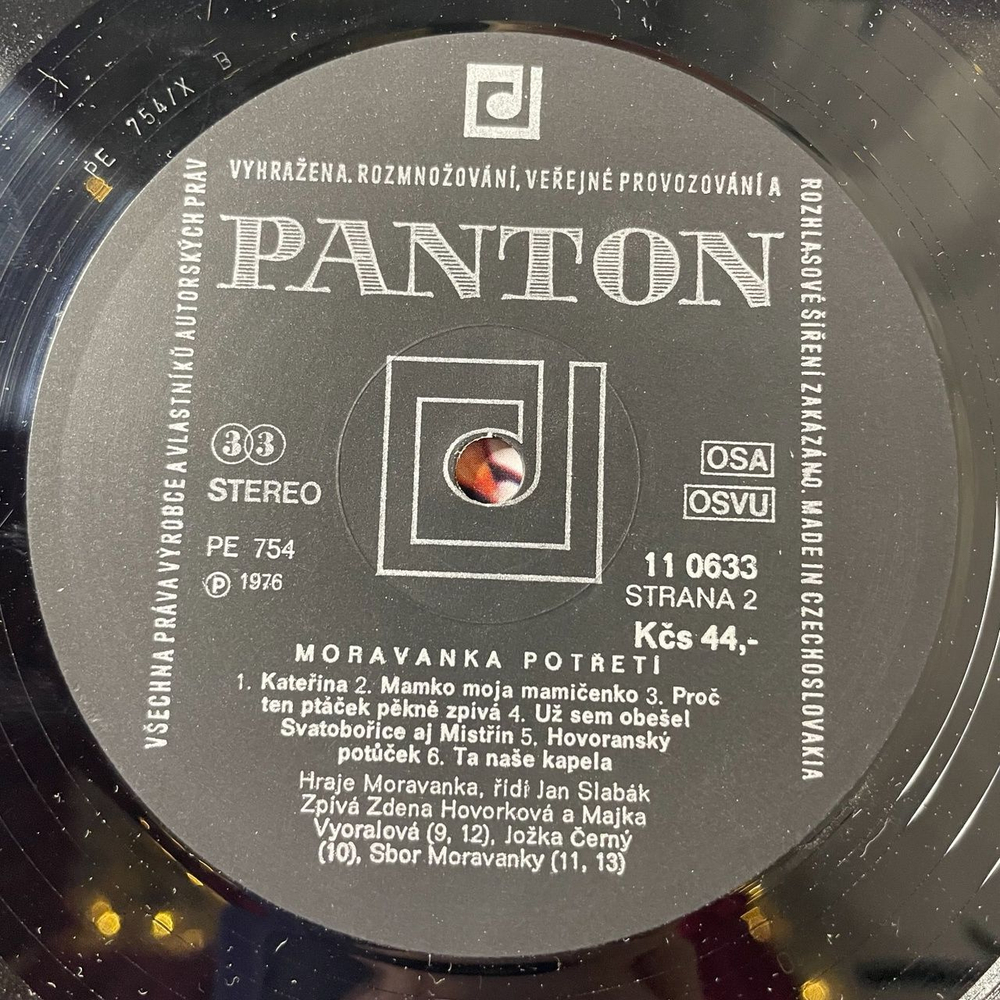 PE 754/X B
VŠECHNA PRÁVA VÝROBCE A VLASTNÍKŮ AUTORSKÝCH PRÁV
VYHRAŽENA. ROZMNOŽOVÁNÍ, VEŘEJNÉ PROVOZOVÁNÍ A
ROZHLASOVÉ ŠÍŘENÍ ZAKÁZÁNO. MADE IN CZECHOSLOVAKIA
PANTON
33
STEREO
PE 754
Ⓟ 1976
OSA
OSVU
11 0633
STRANA 2
Kčs 44,-
MORAVANKA POTŘETÍ
1. Kateřina 2. Mamko moja mamičenko 3. Proč
ten ptáček pěkně zpívá 4. Už sem obešel
Svatobořice aj Mistřín 5. Hovoranský
potůček 6. Ta naše kapela
Hraje Moravanka, řídí Jan Slabák
Zpívá Zdena Hovorková a Majka
Vyoralová (9, 12), Jožka Černý
(10), Sbor Moravanky (11, 13)